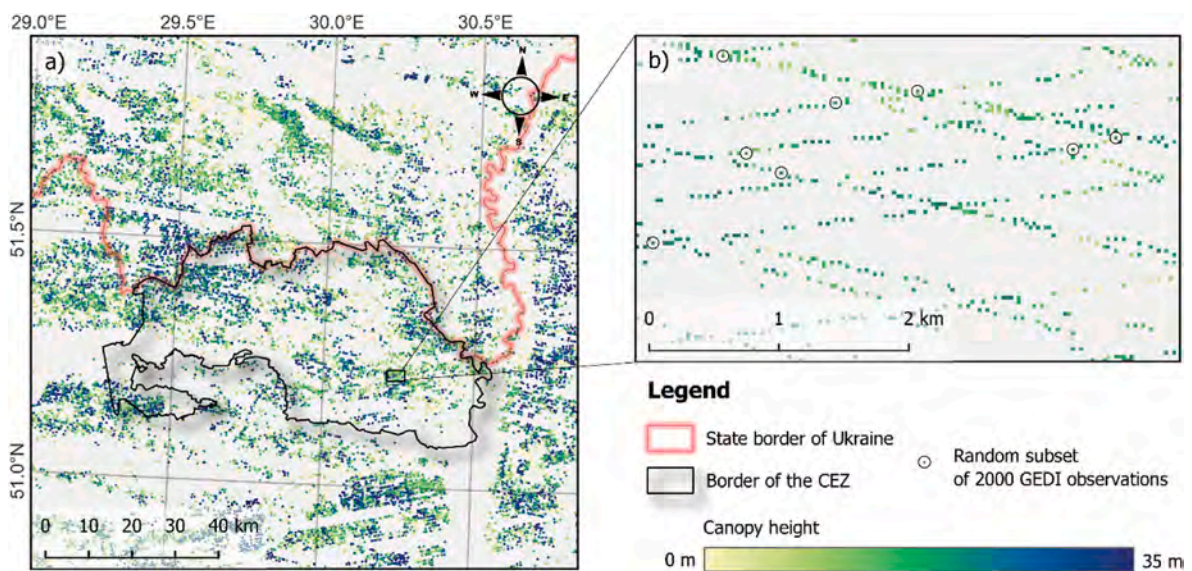 29.0°E 29.5°E 30.0°E 30.5°E
a)
N
W E
S
51.5°N
51.0°N
0 10 20 30 40 km
b)
0 1 2 km
Legend
State border of Ukraine
Border of the CEZ
Random subset
of 2000 GEDI observations
Canopy height
0 m 35 m